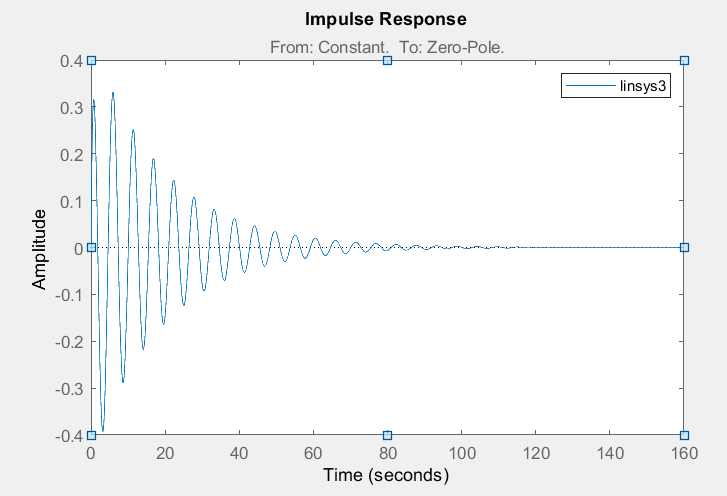 Impulse Response
From: Constant.  To: Zero-Pole.
linsys3
Amplitude
0.4
0.3
0.2
0.1
0
-0.1
-0.2
-0.3
-0.4
0 20 40 60 80 100 120 140 160
Time (seconds)